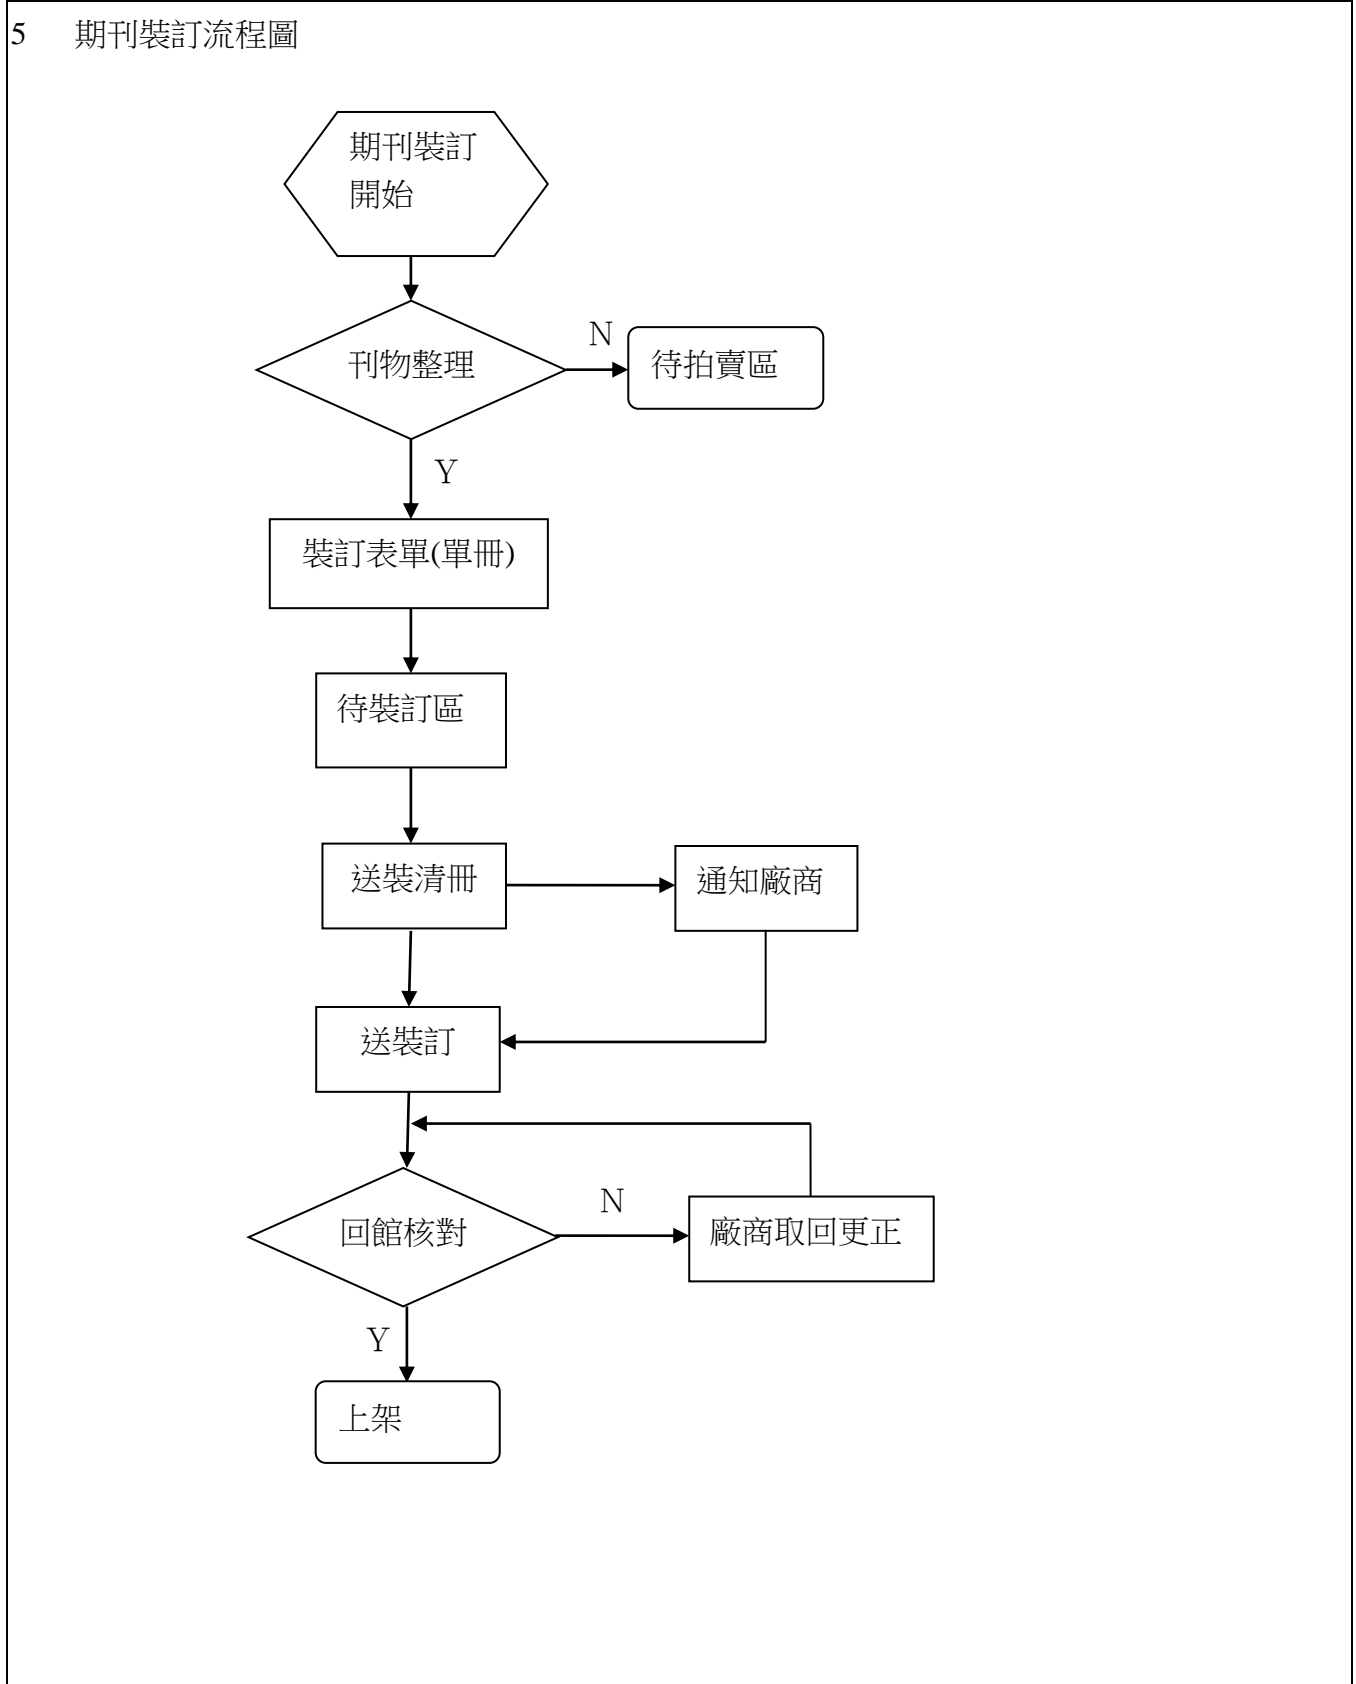 5 期刊裝訂流程圖
期刊裝訂
開始
刊物整理
N
待拍賣區
Y
裝訂表單(單冊)
待裝訂區
送裝清冊
通知廠商
送裝訂
回館核對
N
廠商取回更正
Y
上架